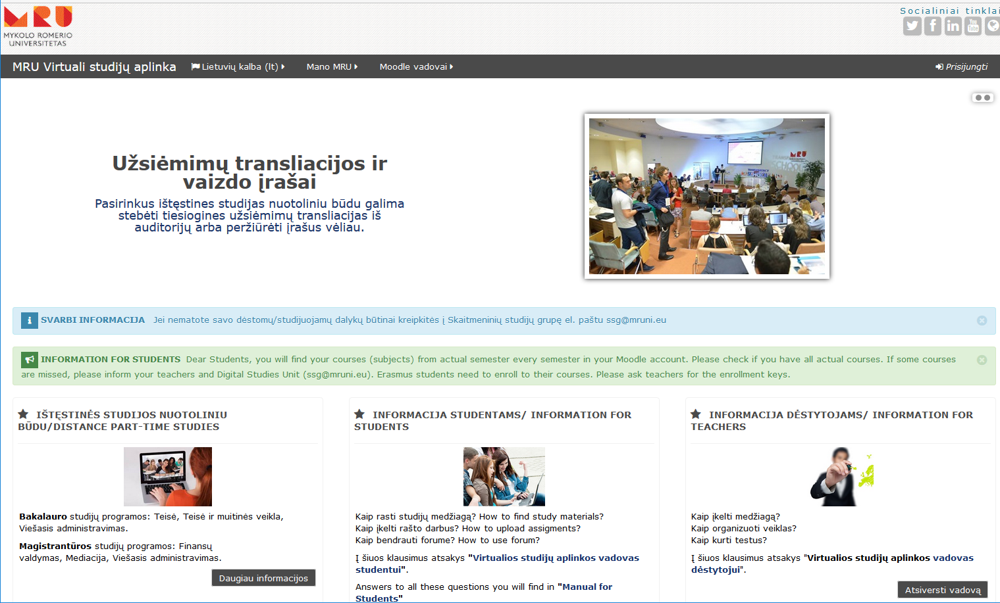 MRU
MYKOLO ROMERIO
UNIVERSITETAS
Socialiniai tinklai
MRU Virtuali studijų aplinka
Lietuvių kalba (lt)
Mano MRU
Moodle vadovai
Prisijungti
Užsiėmimų transliacijos ir
vaizdo įrašai
Pasirinkus ištęstines studijas nuotoliniu būdu galima
stebėti tiesiogines užsiėmimų transliacijas iš
auditorijų arba peržiūrėti įrašus vėliau.
MRU
SVARBI INFORMACIJA Jei nematote savo dėstomų/studijuojamų dalykų būtinai kreipkitės į Skaitmeninių studijų grupę el. paštu ssg@mruni.eu
INFORMATION FOR STUDENTS Dear Students, you will find your courses (subjects) from actual semester every semester in your Moodle account. Please check if you have all actual courses. If some courses
are missed, please inform your teachers and Digital Studies Unit (ssg@mruni.eu). Erasmus students need to enroll to their courses. Please ask teachers for the enrollment keys.
IŠTĘSTINĖS STUDIJOS NUOTOLINIU
BŪDU/DISTANCE PART-TIME STUDIES
Bakalauro studijų programos: Teisė, Teisė ir muitinės veikla,
Viešasis administravimas.
Magistrantūros studijų programos: Finansų
valdymas, Mediacija, Viešasis administravimas.
Daugiau informacijos
INFORMACIJA STUDENTAMS/ INFORMATION FOR
STUDENTS
Kaip rasti studijų medžiagą? How to find study materials?
Kaip įkelti rašto darbus? How to upload assigments?
Kaip bendrauti forume? How to use forum?
Į šiuos klausimus atsakys "Virtualios studijų aplinkos vadovas
studentui".
Answers to all these questions you will find in "Manual for
Students"
INFORMACIJA DĖSTYTOJAMS/ INFORMATION FOR
TEACHERS
Kaip įkelti medžiagą?
Kaip organizuoti veiklas?
Kaip kurti testus?
Į šiuos klausimus atsakys "Virtualios studijų aplinkos vadovas
dėstytojui".
Atsiversti vadovą